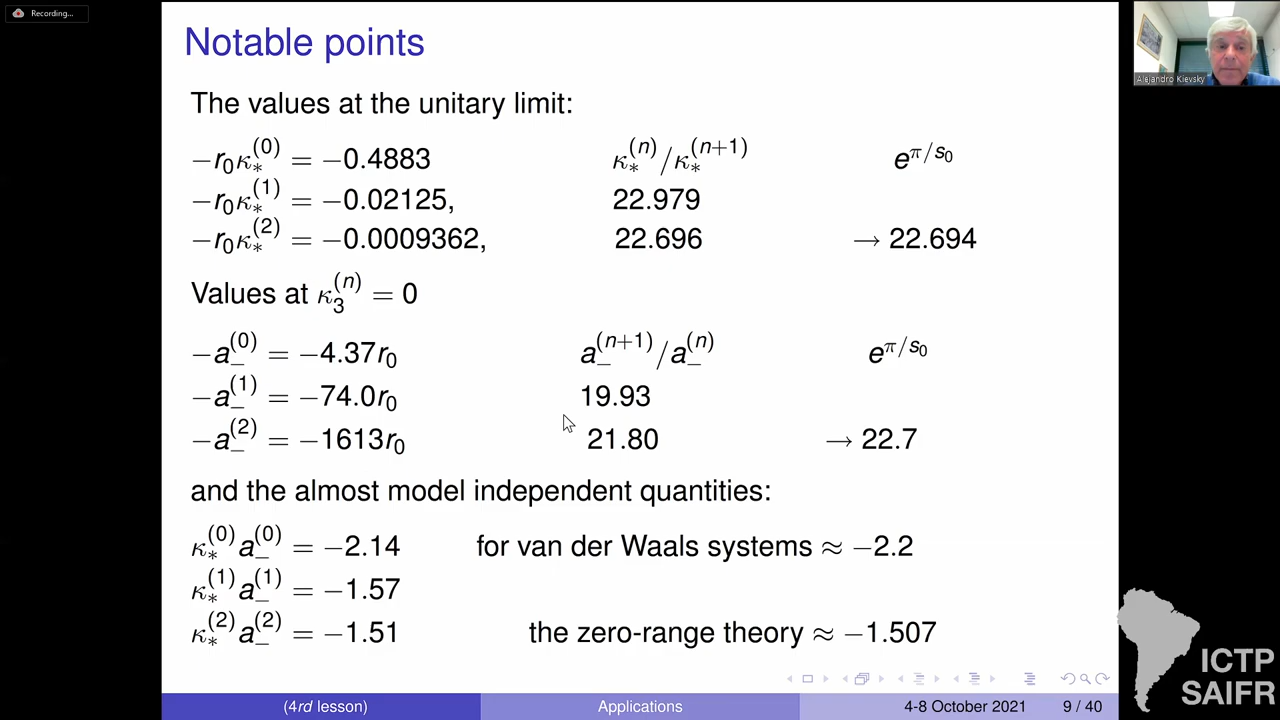 Recording...
Notable points
Alejandro Kievsky
The values at the unitary limit:
−r₀κ∗⁽⁰⁾ = −0.4883 κ∗⁽ⁿ⁾/κ∗⁽ⁿ⁺¹⁾ e^{π/s₀}
−r₀κ∗⁽¹⁾ = −0.02125, 22.979
−r₀κ∗⁽²⁾ = −0.0009362, 22.696 → 22.694
Values at κ₃⁽ⁿ⁾ = 0
−a₋⁽⁰⁾ = −4.37r₀ a₋⁽ⁿ⁺¹⁾/a₋⁽ⁿ⁾ e^{π/s₀}
−a₋⁽¹⁾ = −74.0r₀ 19.93
−a₋⁽²⁾ = −1613r₀ 21.80 → 22.7
and the almost model independent quantities:
κ∗⁽⁰⁾a₋⁽⁰⁾ = −2.14 for van der Waals systems ≈ −2.2
κ∗⁽¹⁾a₋⁽¹⁾ = −1.57
κ∗⁽²⁾a₋⁽²⁾ = −1.51 the zero-range theory ≈ −1.507
(4rd lesson) Applications 4-8 October 2021 9 / 40
ICTP
SAIFR